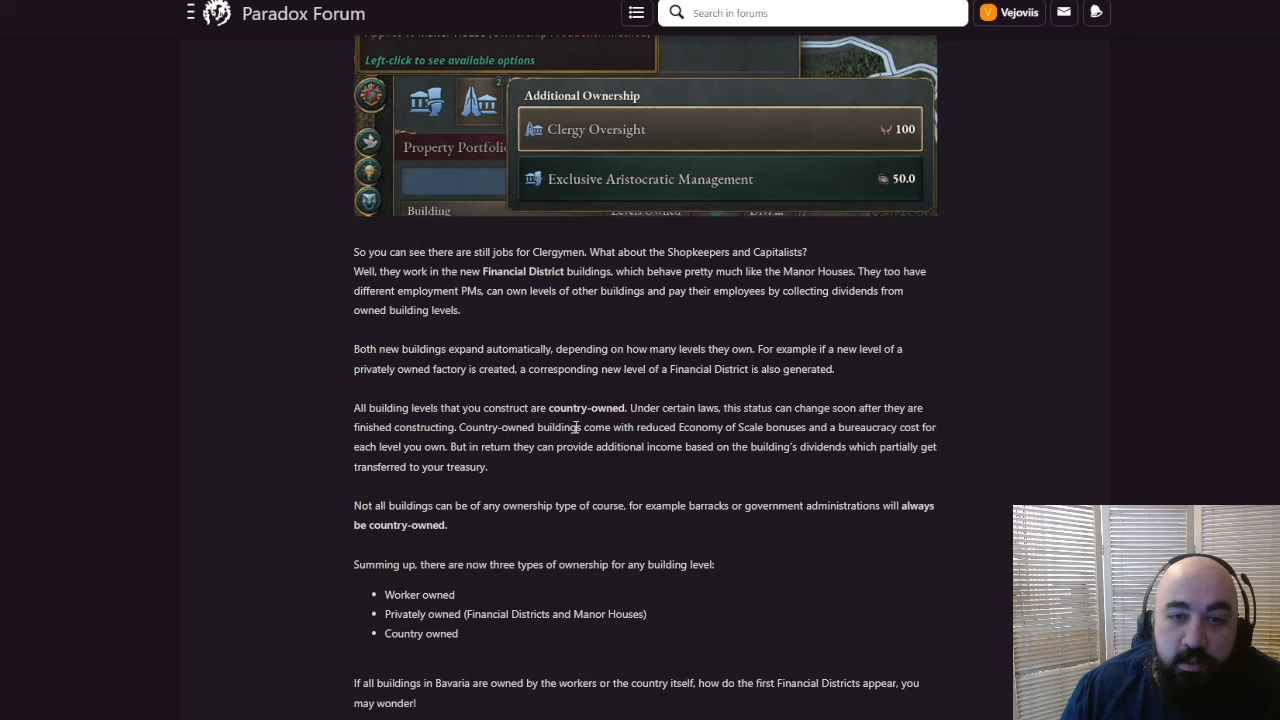 Paradox Forum
Search in forums
V Vejoviis
Left-click to see available options
2
Additional Ownership
Clergy Oversight 100
Property Portfolio
Exclusive Aristocratic Management 50.0
Building
Levels Owned
So you can see there are still jobs for Clergymen. What about the Shopkeepers and Capitalists?
Well, they work in the new Financial District buildings, which behave pretty much like the Manor Houses. They too have
different employment PMs, can own levels of other buildings and pay their employees by collecting dividends from
owned building levels.
Both new buildings expand automatically, depending on how many levels they own. For example if a new level of a
privately owned factory is created, a corresponding new level of a Financial District is also generated.
All building levels that you construct are country-owned. Under certain laws, this status can change soon after they are
finished constructing. Country-owned buildings come with reduced Economy of Scale bonuses and a bureaucracy cost for
each level you own. But in return they can provide additional income based on the building's dividends which partially get
transferred to your treasury.
Not all buildings can be of any ownership type of course, for example barracks or government administrations will always
be country-owned.
Summing up, there are now three types of ownership for any building level:
• Worker owned
• Privately owned (Financial Districts and Manor Houses)
• Country owned
If all buildings in Bavaria are owned by the workers or the country itself, how do the first Financial Districts appear, you
may wonder!